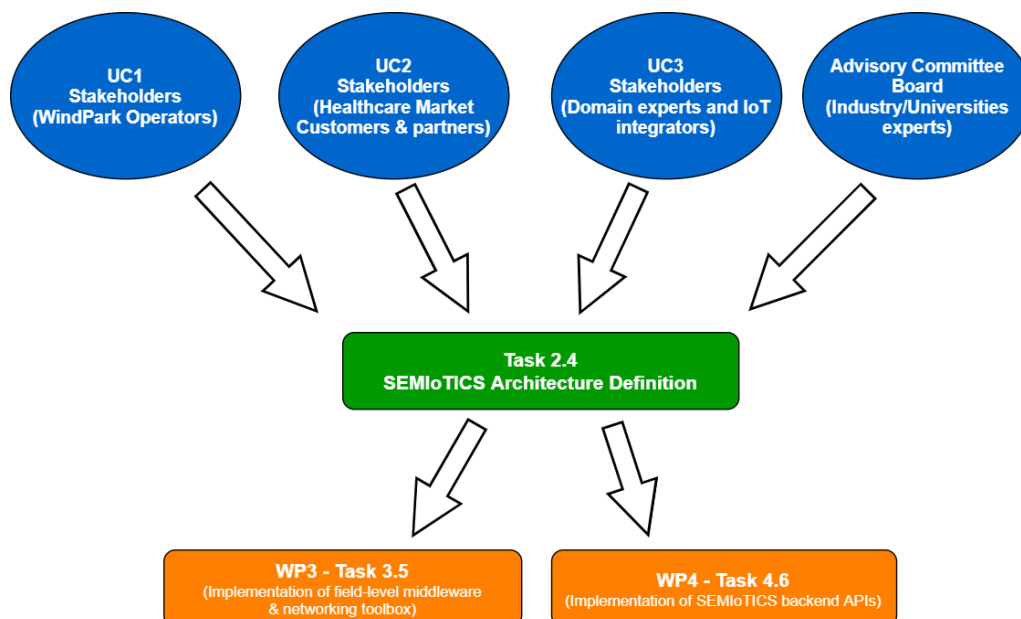 UC1
Stakeholders
(WindPark Operators)
UC2
Stakeholders
(Healthcare Market
Customers & partners)
UC3
Stakeholders
(Domain experts and IoT
integrators)
Advisory Committee
Board
(Industry/Universities
experts)
Task 2.4
SEMIoTICS Architecture Definition
WP3 - Task 3.5
(Implementation of field-level middleware
& networking toolbox)
WP4 - Task 4.6
(Implementation of SEMIoTICS backend APIs)